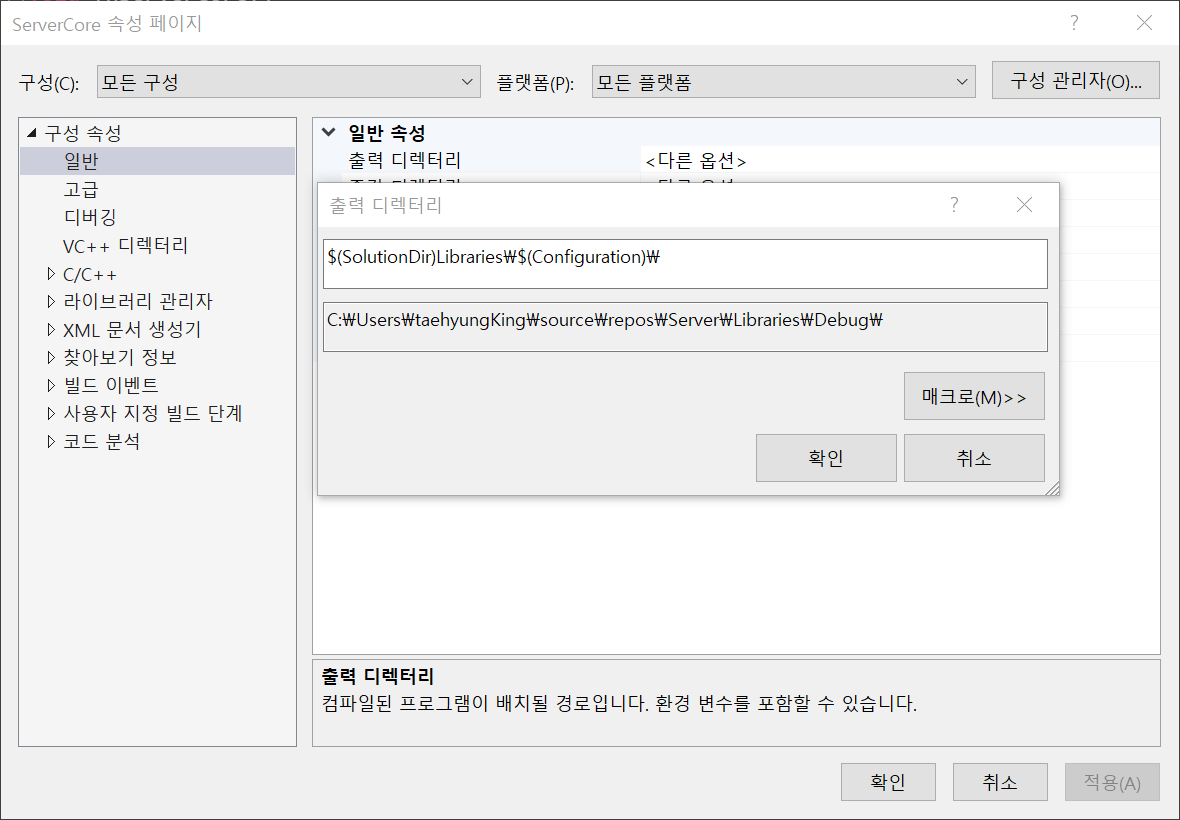 ServerCore 속성 페이지
구성(C): 모든 구성 플랫폼(P): 모든 플랫폼 구성 관리자(O)...
구성 속성
일반
고급
디버깅
VC++ 디렉터리
C/C++
라이브러리 관리자
XML 문서 생성기
찾아보기 정보
빌드 이벤트
사용자 지정 빌드 단계
코드 분석
일반 속성
출력 디렉터리 <다른 옵션>
출력 디렉터리
$(SolutionDir)Libraries₩$(Configuration)₩
C:₩Users₩taehyungKing₩source₩repos₩Server₩Libraries₩Debug₩
매크로(M)>>
확인 취소
출력 디렉터리
컴파일된 프로그램이 배치될 경로입니다. 환경 변수를 포함할 수 있습니다.
확인 취소 적용(A)